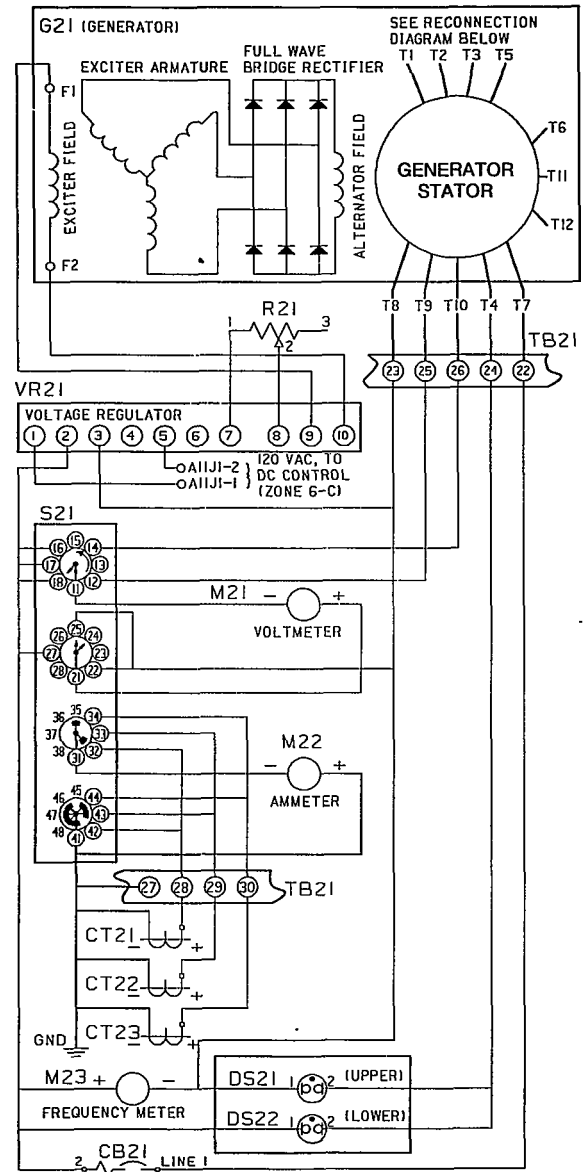 G21 (GENERATOR)
SEE RECONNECTION
DIAGRAM BELOW
T1 T2 T3 T5
EXCITER ARMATURE
FULL WAVE
BRIDGE RECTIFIER
F1
EXCITER FIELD
F2
ALTERNATOR FIELD
GENERATOR
STATOR
T6
T11
T12
T8 T9 T10 T4 T7
TB21
23 25 26 24 22
R21
1 3
2
VR21
VOLTAGE REGULATOR
1 2 3 4 5 6 7 8 9 10
A11J1-2
A11J1-1
120 VAC, TO
DC CONTROL
(ZONE 6-C)
S21
15
16 14
17 13
18 12
11
M21 - +
VOLTMETER
25
26 24
27 23
28 22
21
35
36 34
37 33
38 32
31
M22
- +
AMMETER
45
46 44
47 43
48 42
41
27 28 29 30
TB21
CT21 - +
CT22 - +
CT23 - +
GND
M23 + -
FREQUENCY METER
DS21 1 2 (UPPER)
DS22 1 2 (LOWER)
2 CB21 LINE 1